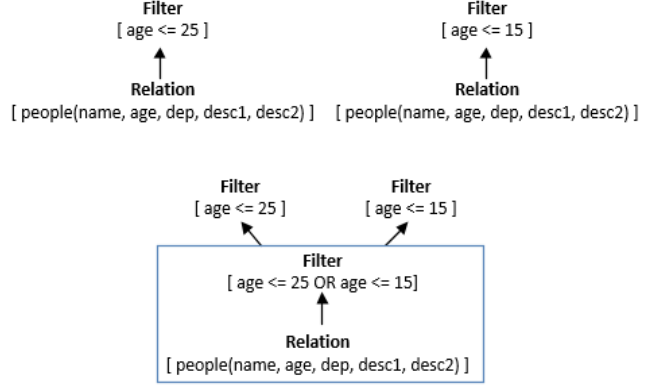 Filter
[ age <= 25 ]
Relation
[ people(name, age, dep, desc1, desc2) ]
Filter
[ age <= 15 ]
Relation
[ people(name, age, dep, desc1, desc2) ]
Filter
[ age <= 25 ]
Filter
[ age <= 15 ]
Filter
[ age <= 25 OR age <= 15]
Relation
[ people(name, age, dep, desc1, desc2) ]